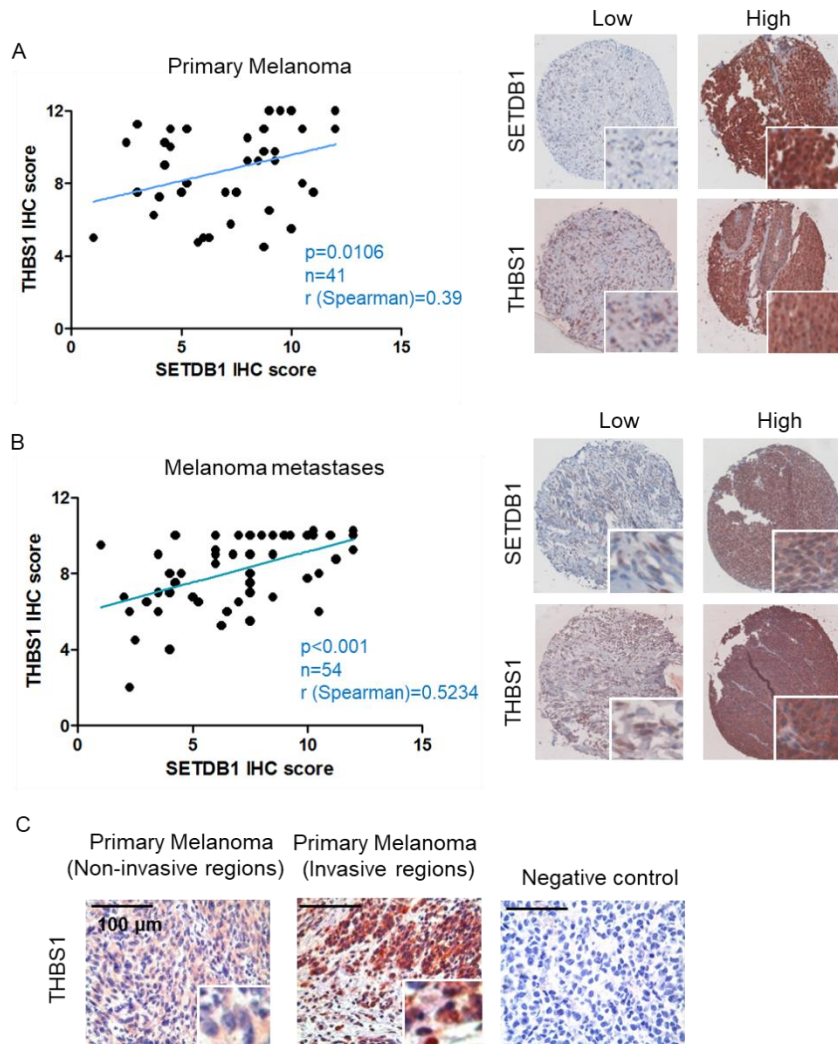 A
Primary Melanoma
THBS1 IHC score
12
8
4
0
0
5
10
15
SETDB1 IHC score
p=0.0106
n=41
r (Spearman)=0.39
Low
High
SETDB1
THBS1
B
Melanoma metastases
THBS1 IHC score
12
8
4
0
0
5
10
15
SETDB1 IHC score
p<0.001
n=54
r (Spearman)=0.5234
Low
High
SETDB1
THBS1
C
Primary Melanoma
(Non-invasive regions)
Primary Melanoma
(Invasive regions)
Negative control
THBS1
100 µm